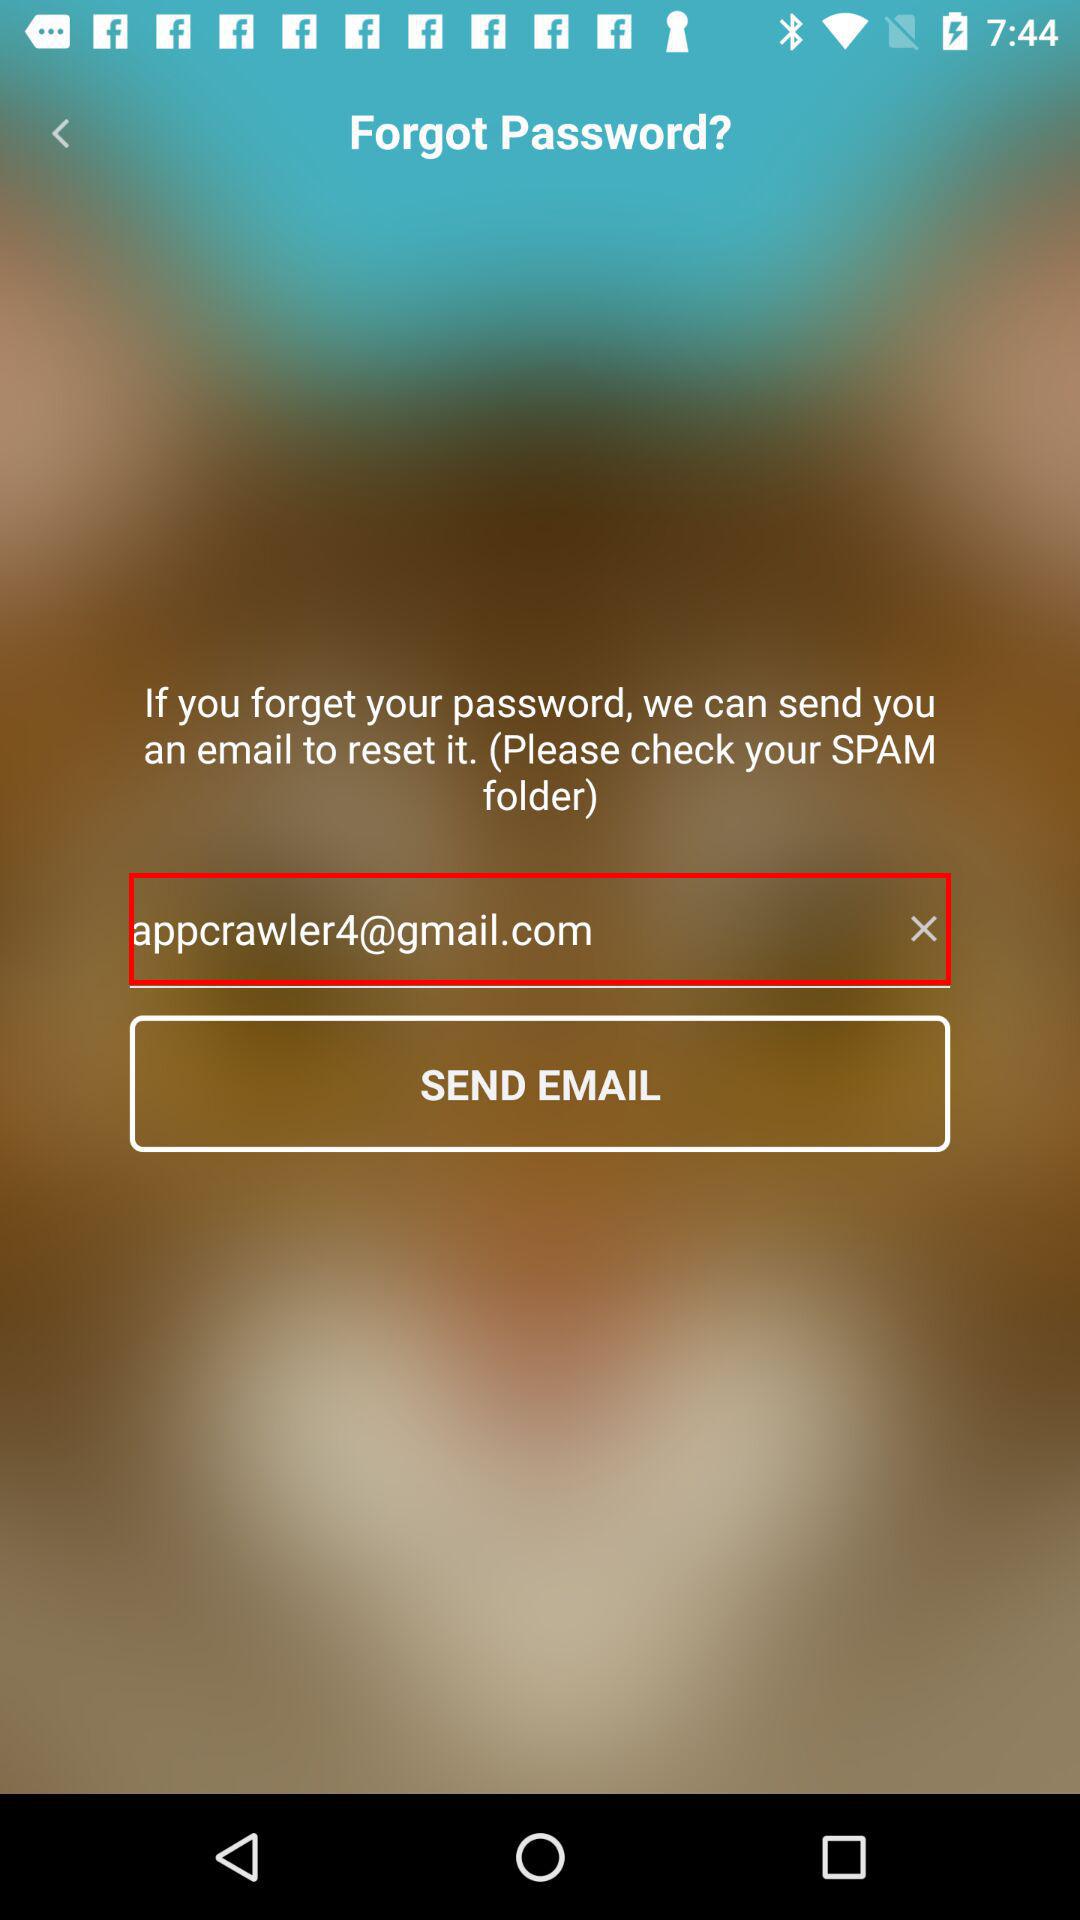 7:44
Forgot Password?
If you forget your password, we can send you
an email to reset it. (Please check your SPAM
folder)
appcrawler4@gmail.com
SEND EMAIL